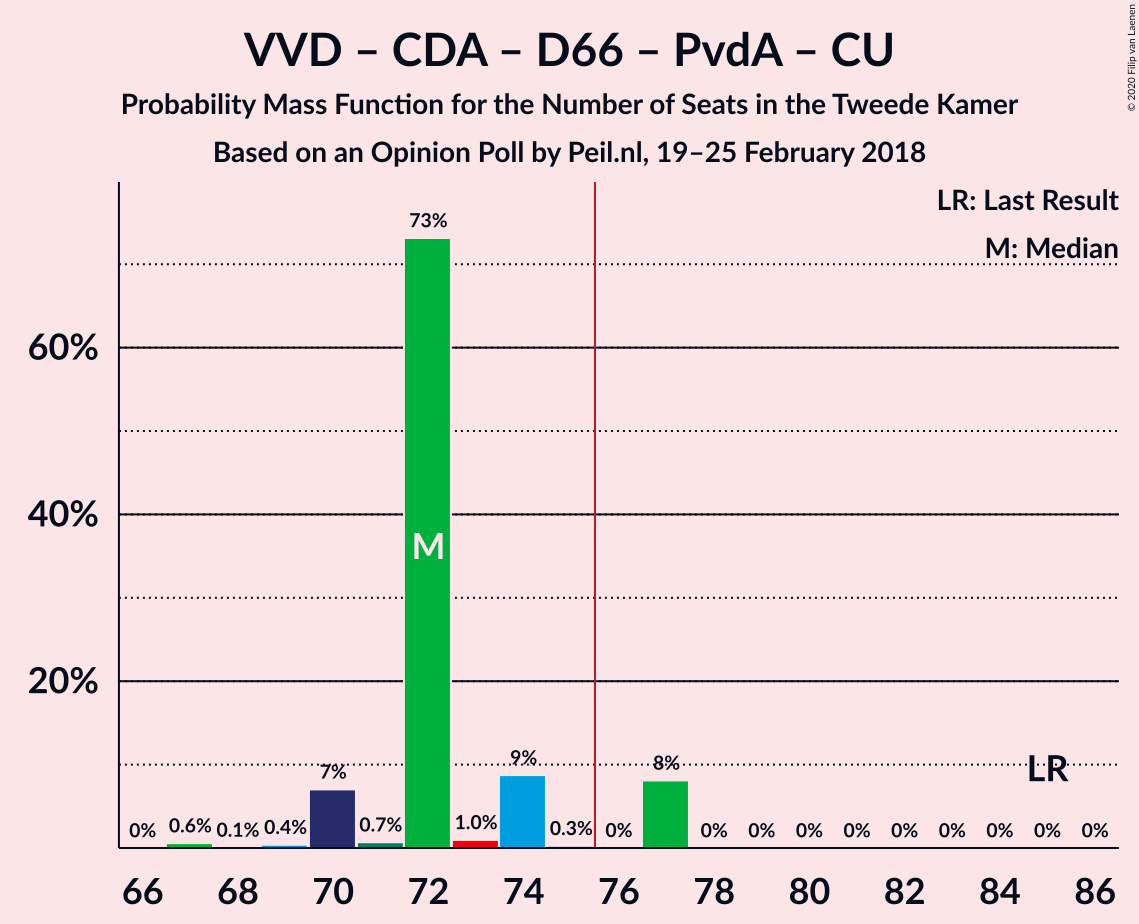 VVD – CDA – D66 – PvdA – CU
Probability Mass Function for the Number of Seats in the Tweede Kamer
Based on an Opinion Poll by Peil.nl, 19–25 February 2018
© 2020 Filip van Laenen
LR: Last Result
M: Median
60%
40%
20%
0% 0.6% 0.1% 0.4% 7% 0.7% 73% 1.0% 9% 0.3% 0% 8% 0% 0% 0% 0% 0% 0% 0% 0% 0%
M
LR
66 68 70 72 74 76 78 80 82 84 86